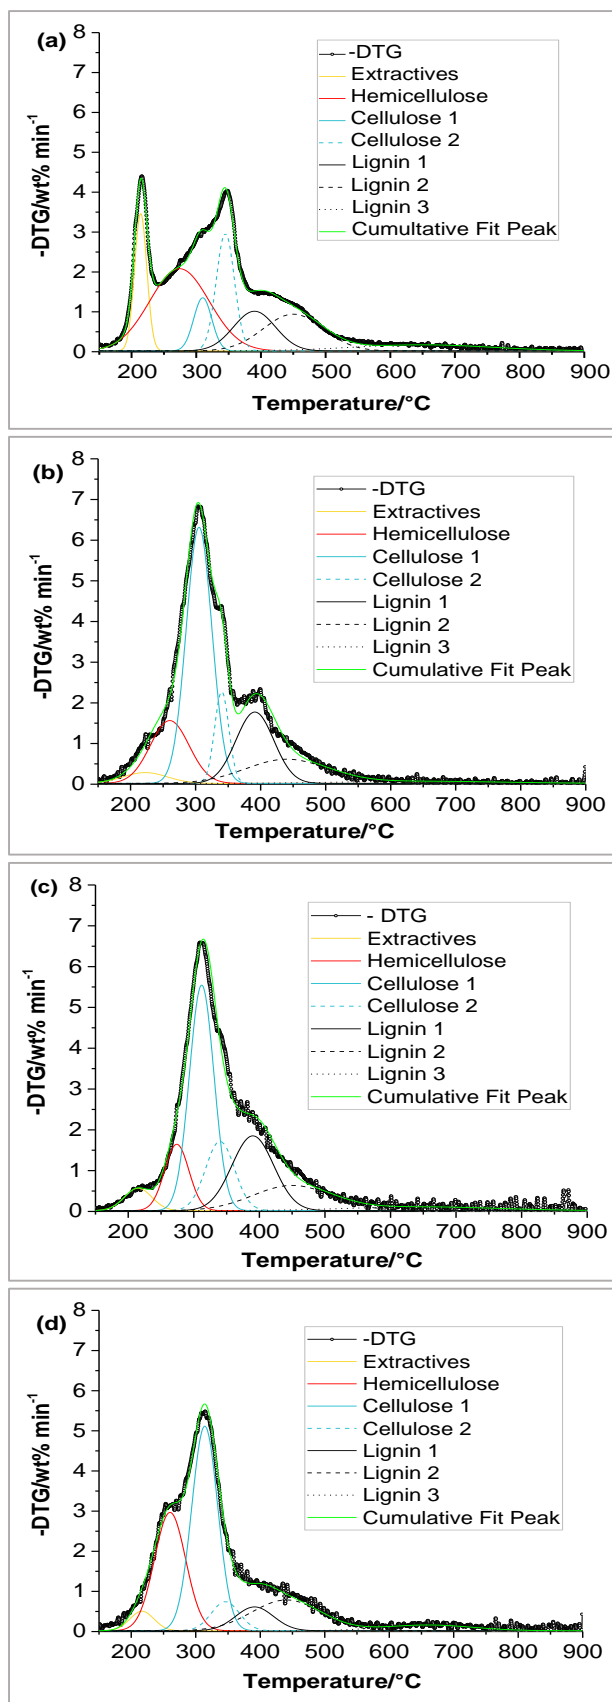 (a)
-DTG
Extractives
Hemicellulose
Cellulose 1
Cellulose 2
Lignin 1
Lignin 2
Lignin 3
Cumultative Fit Peak
-DTG/wt% min⁻¹
8
7
6
5
4
3
2
1
0
200 300 400 500 600 700 800 900
Temperature/°C
(b)
-DTG
Extractives
Hemicellulose
Cellulose 1
Cellulose 2
Lignin 1
Lignin 2
Lignin 3
Cumulative Fit Peak
-DTG/wt% min⁻¹
8
7
6
5
4
3
2
1
0
200 300 400 500 600 700 800 900
Temperature/°C
(c)
- DTG
Extractives
Hemicellulose
Cellulose 1
Cellulose 2
Lignin 1
Lignin 2
Lignin 3
Cumulative Fit Peak
-DTG/wt% min⁻¹
8
7
6
5
4
3
2
1
0
200 300 400 500 600 700 800 900
Temperature/°C
(d)
-DTG
Extractives
Hemicellulose
Cellulose 1
Cellulose 2
Lignin 1
Lignin 2
Lignin 3
Cumulative Fit Peak
-DTG/wt% min⁻¹
8
7
6
5
4
3
2
1
0
200 300 400 500 600 700 800 900
Temperature/°C